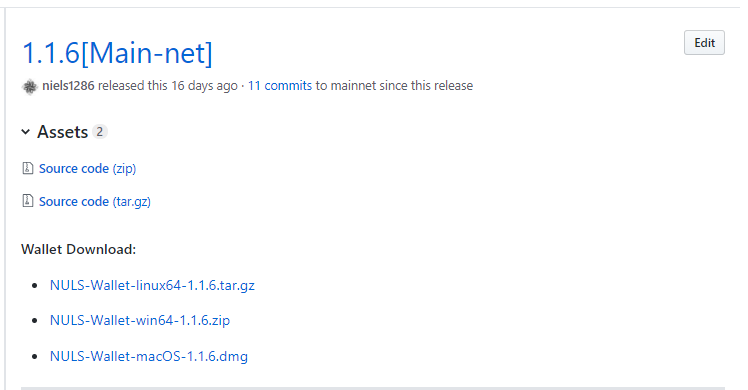 1.1.6[Main-net]
Edit
niels1286 released this 16 days ago · 11 commits to mainnet since this release
Assets 2
Source code (zip)
Source code (tar.gz)
Wallet Download:
NULS-Wallet-linux64-1.1.6.tar.gz
NULS-Wallet-win64-1.1.6.zip
NULS-Wallet-macOS-1.1.6.dmg